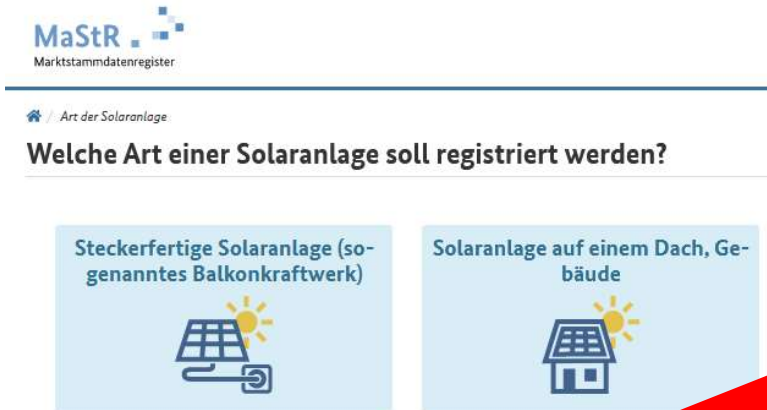 MaStR
Marktstammdatenregister
/ Art der Solaranlage
Welche Art einer Solaranlage soll registriert werden?
Steckerfertige Solaranlage (so-
genanntes Balkonkraftwerk)
Solaranlage auf einem Dach, Ge-
bäude